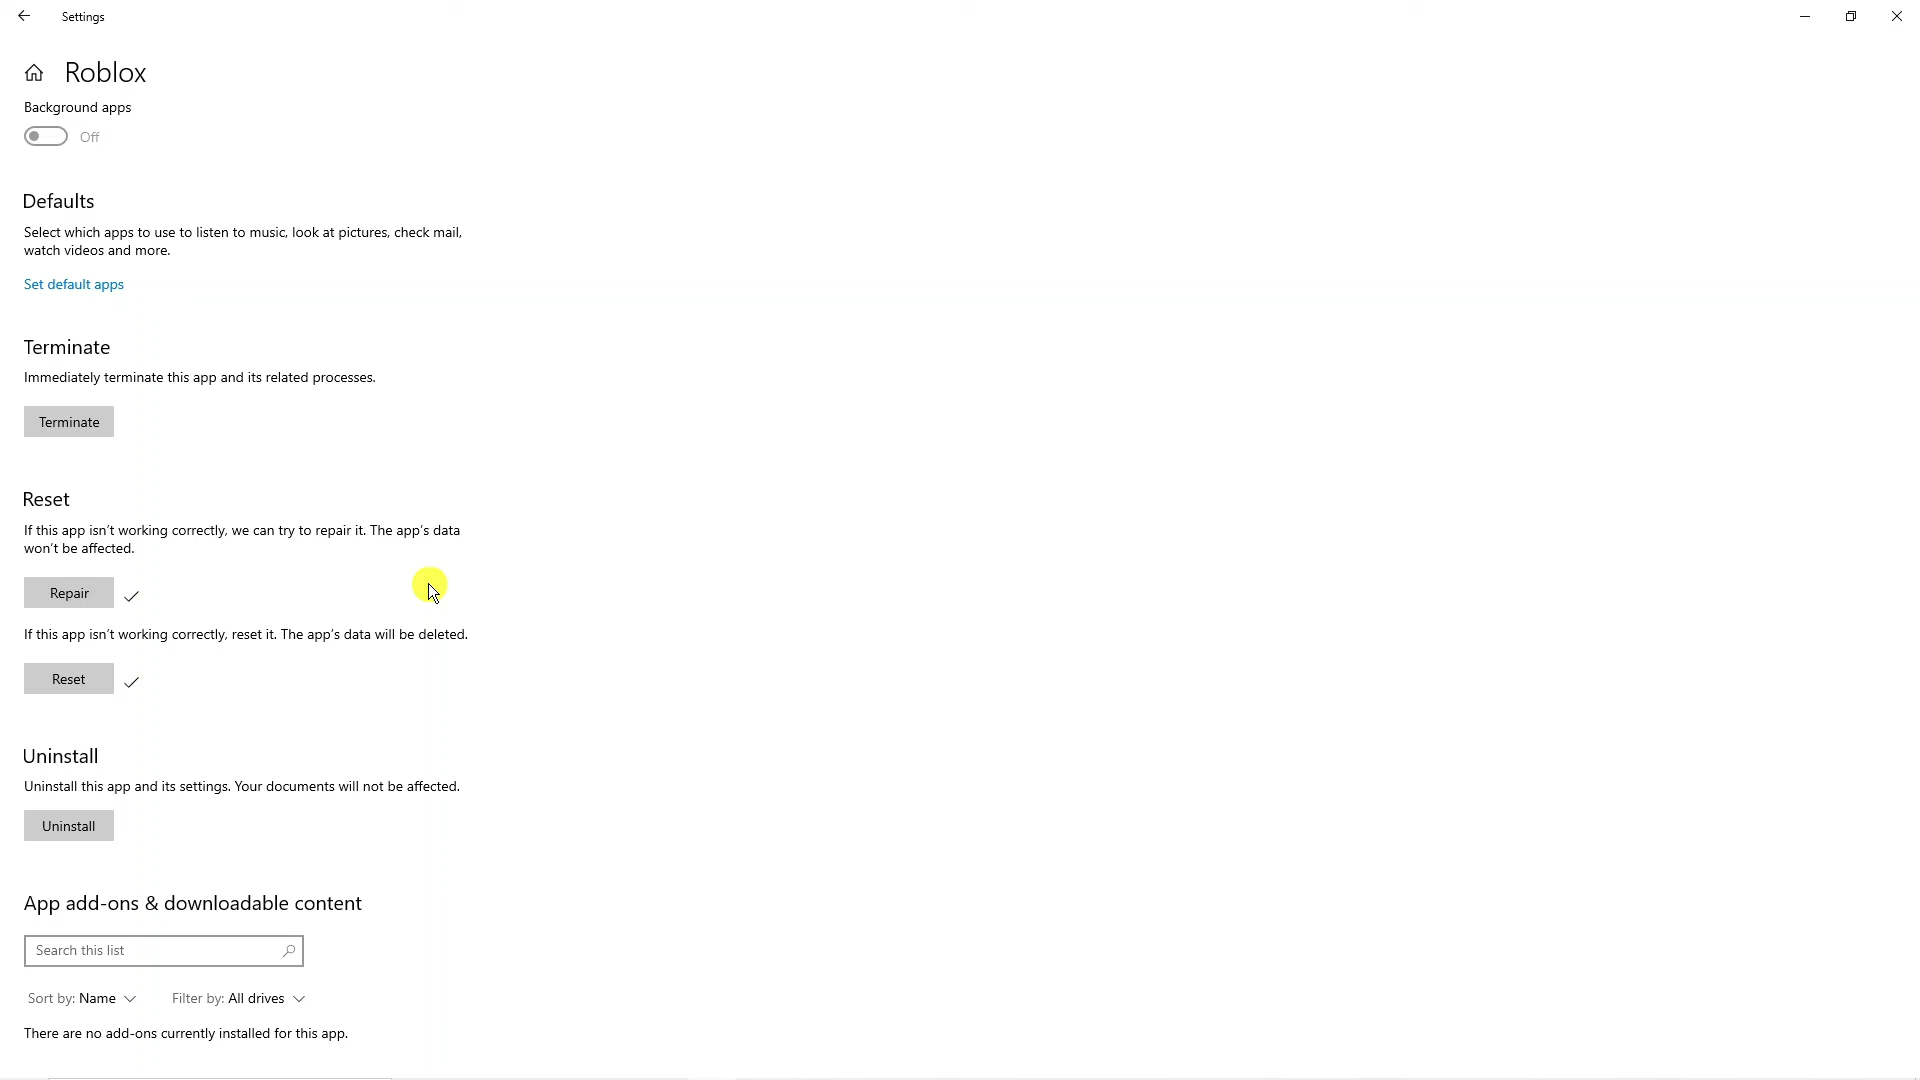 Settings
Roblox
Background apps
Off
Defaults
Select which apps to use to listen to music, look at pictures, check mail,
watch videos and more.
Set default apps
Terminate
Immediately terminate this app and its related processes.
Terminate
Reset
If this app isn't working correctly, we can try to repair it. The app's data
won't be affected.
Repair
If this app isn't working correctly, reset it. The app's data will be deleted.
Reset
Uninstall
Uninstall this app and its settings. Your documents will not be affected.
Uninstall
App add-ons & downloadable content
Search this list
Sort by: Name Filter by: All drives
There are no add-ons currently installed for this app.